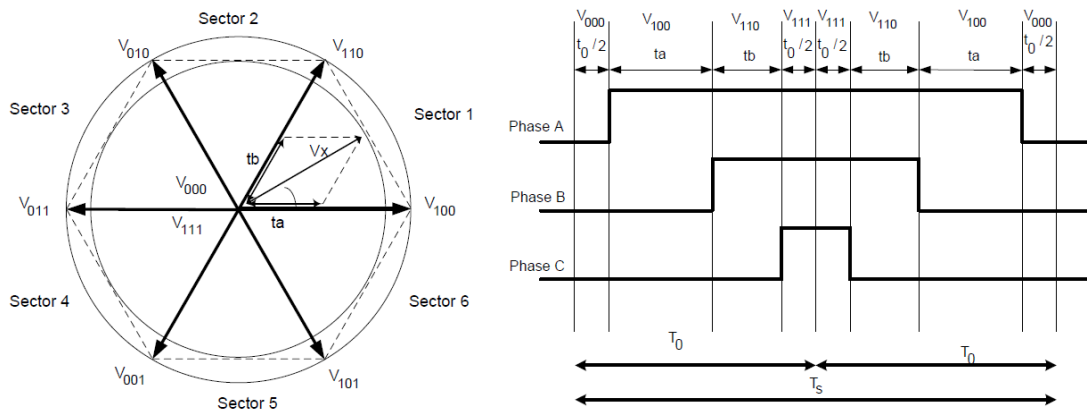 Sector 2
V010
V110
Sector 3
Sector 1
tb
Vx
V000
V011
V100
V111
ta
Sector 4
Sector 6
V001
V101
Sector 5
V000 V100 V110 V111 V111 V110 V100 V000
t0/2 ta tb t0/2 t0/2 tb ta t0/2
Phase A
Phase B
Phase C
T0 T0
TS